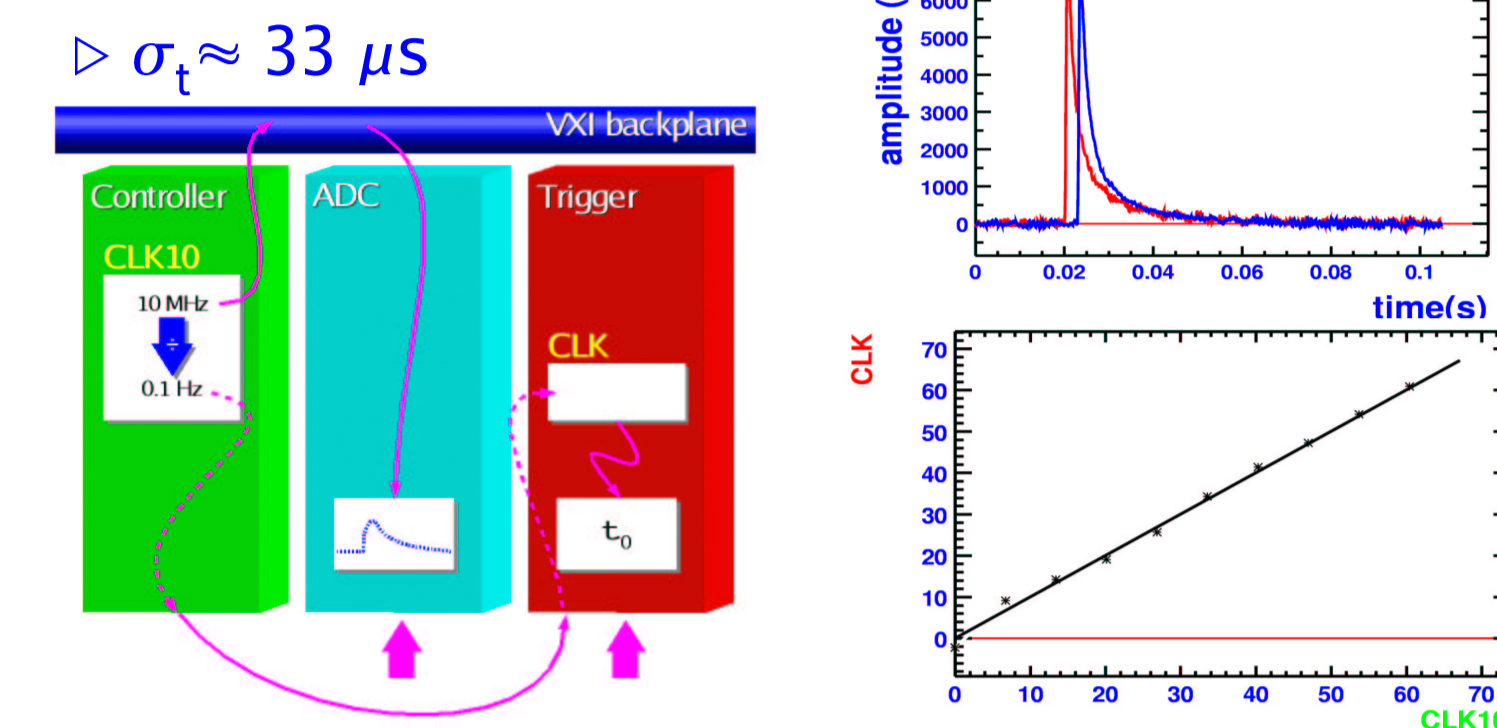 ▷ σt≈ 33 μs
VXI backplane
Controller
ADC
Trigger
CLK10
10 MHz
÷
0.1 Hz
CLK
t0
amplitude (
6000
5000
4000
3000
2000
1000
0
0 0.02 0.04 0.06 0.08 0.1
time(s)
CLK
70
60
50
40
30
20
10
0
0 10 20 30 40 50 60 70
CLK10